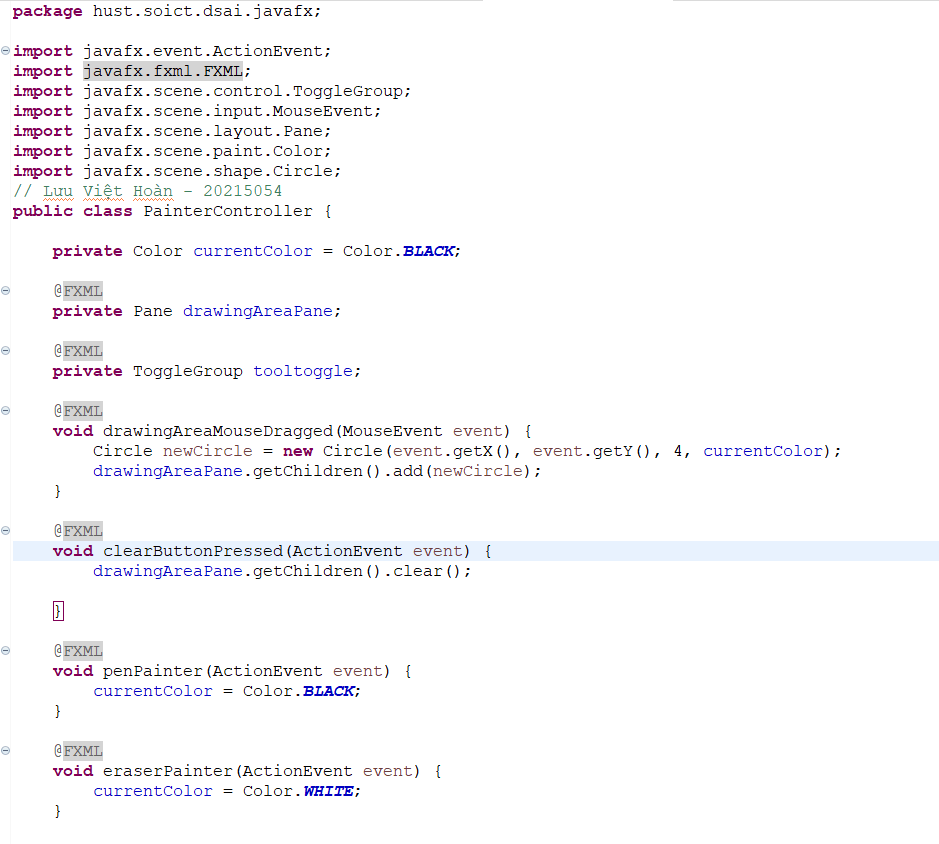 package hust.soict.dsai.javafx;
import javafx.event.ActionEvent;
import javafx.fxml.FXML;
import javafx.scene.control.ToggleGroup;
import javafx.scene.input.MouseEvent;
import javafx.scene.layout.Pane;
import javafx.scene.paint.Color;
import javafx.scene.shape.Circle;
// Lưu Việt Hoàn - 20215054
public class PainterController {
private Color currentColor = Color.BLACK;
@FXML
private Pane drawingAreaPane;
@FXML
private ToggleGroup tooltoggle;
@FXML
void drawingAreaMouseDragged(MouseEvent event) {
Circle newCircle = new Circle(event.getX(), event.getY(), 4, currentColor);
drawingAreaPane.getChildren().add(newCircle);
}
@FXML
void clearButtonPressed(ActionEvent event) {
drawingAreaPane.getChildren().clear();
}
@FXML
void penPainter(ActionEvent event) {
currentColor = Color.BLACK;
}
@FXML
void eraserPainter(ActionEvent event) {
currentColor = Color.WHITE;
}